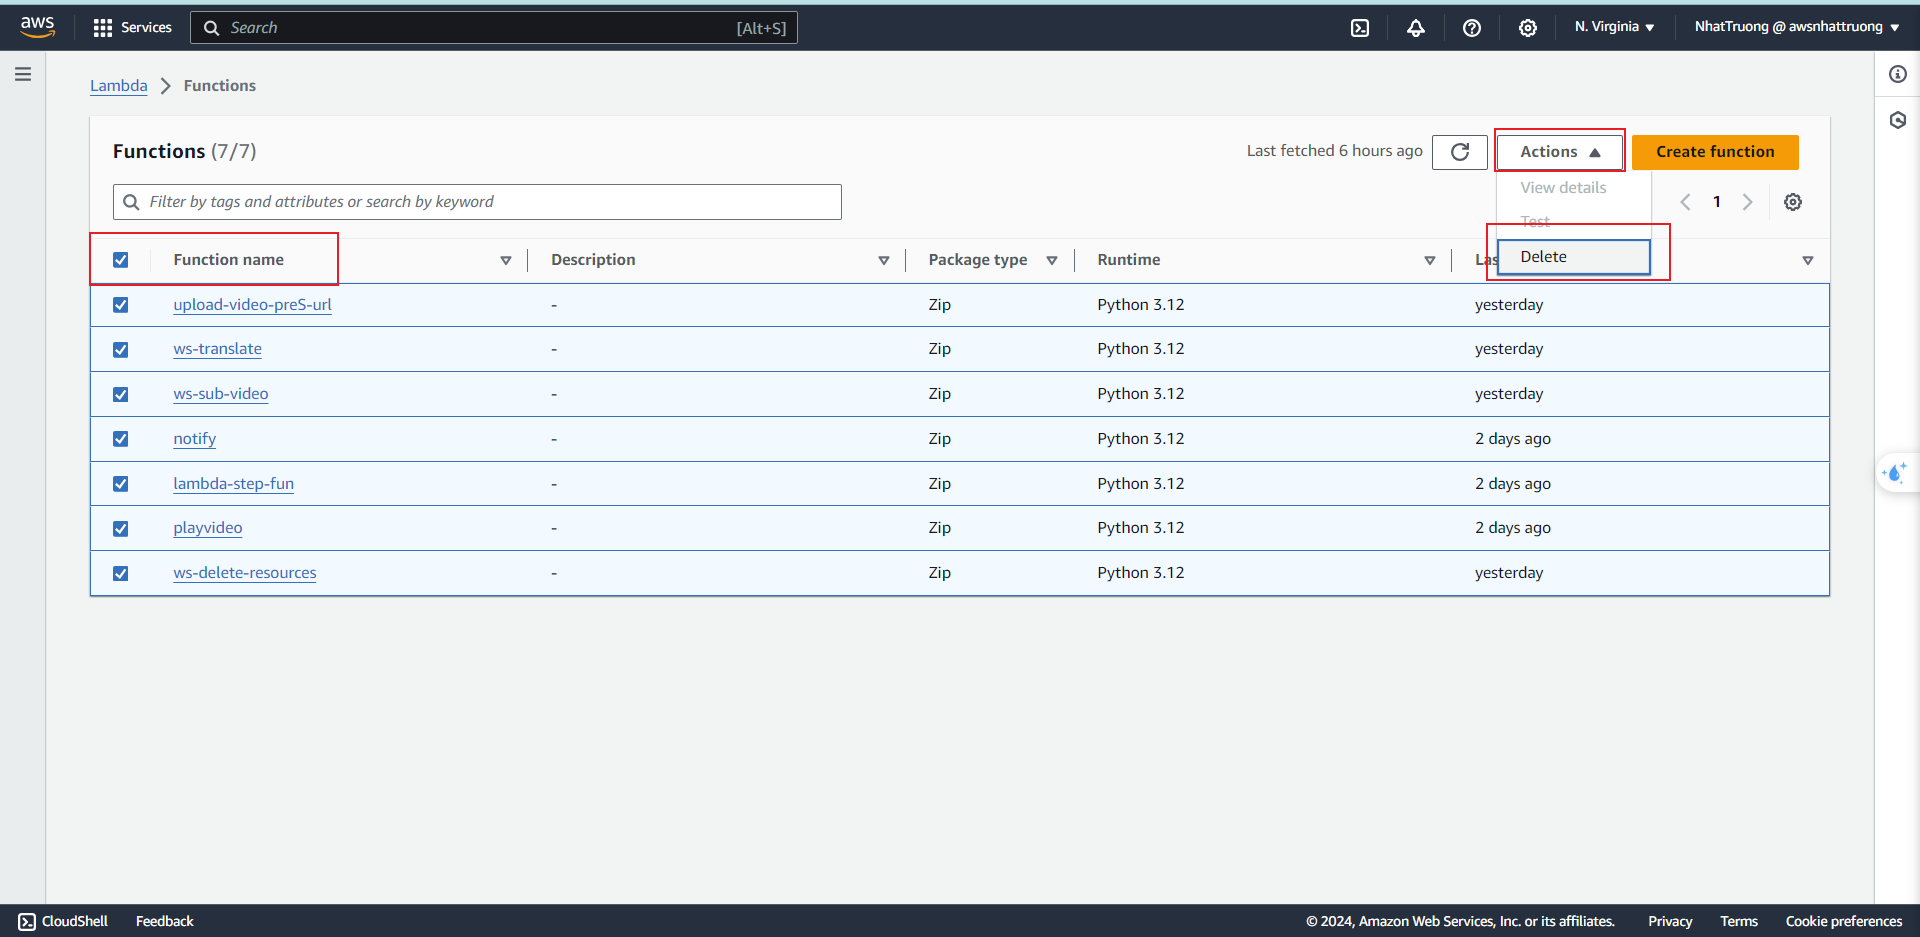 aws Services Search [Alt+S] N. Virginia NhatTruong @ awsnhattruong
Lambda Functions
Functions (7/7) Last fetched 6 hours ago Actions Create function
View details
Filter by tags and attributes or search by keyword 1
Test
Function name Description Package type Runtime Las Delete
upload-video-preS-url - Zip Python 3.12 yesterday
ws-translate - Zip Python 3.12 yesterday
ws-sub-video - Zip Python 3.12 yesterday
notify - Zip Python 3.12 2 days ago
lambda-step-fun - Zip Python 3.12 2 days ago
playvideo - Zip Python 3.12 2 days ago
ws-delete-resources - Zip Python 3.12 yesterday
CloudShell Feedback © 2024, Amazon Web Services, Inc. or its affiliates. Privacy Terms Cookie preferences